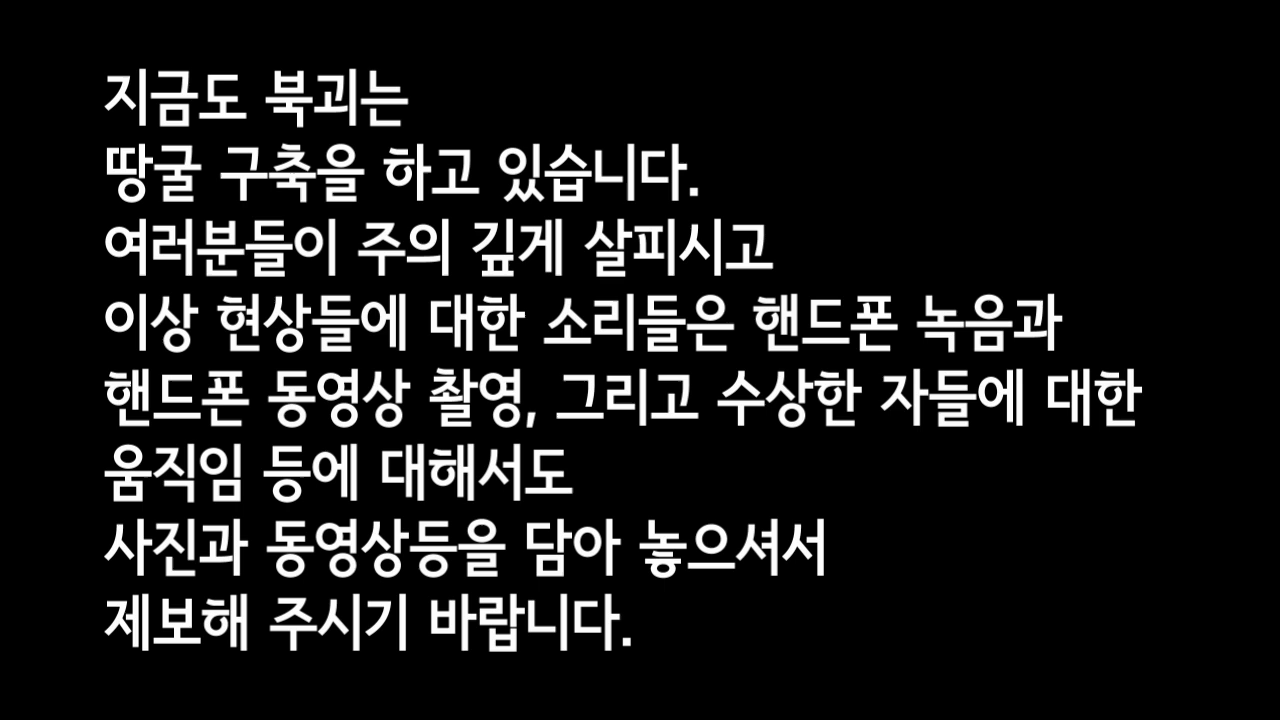 지금도 북괴는
땅굴 구축을 하고 있습니다.
여러분들이 주의 깊게 살피시고
이상 현상들에 대한 소리들은 핸드폰 녹음과
핸드폰 동영상 촬영, 그리고 수상한 자들에 대한
움직임 등에 대해서도
사진과 동영상등을 담아 놓으셔서
제보해 주시기 바랍니다.